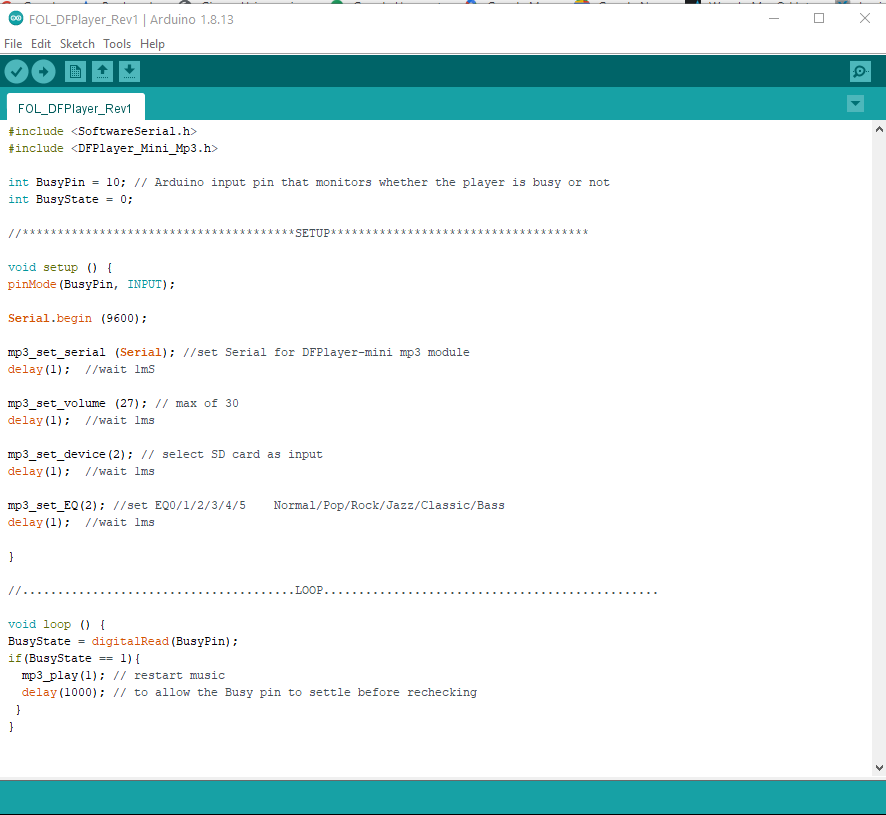 FOL_DFPlayer_Rev1 | Arduino 1.8.13
File Edit Sketch Tools Help
FOL_DFPlayer_Rev1
#include <SoftwareSerial.h>
#include <DFPlayer_Mini_Mp3.h>
int BusyPin = 10; // Arduino input pin that monitors whether the player is busy or not
int BusyState = 0;
//***************************************SETUP*************************************
void setup () {
pinMode(BusyPin, INPUT);
Serial.begin (9600);
mp3_set_serial (Serial); //set Serial for DFPlayer-mini mp3 module
delay(1);  //wait 1mS
mp3_set_volume (27); // max of 30
delay(1);  //wait 1ms
mp3_set_device(2); // select SD card as input
delay(1);  //wait 1ms
mp3_set_EQ(2); //set EQ0/1/2/3/4/5    Normal/Pop/Rock/Jazz/Classic/Bass
delay(1);  //wait 1ms
}
//.......................................LOOP................................................
void loop () {
BusyState = digitalRead(BusyPin);
if(BusyState == 1){
  mp3_play(1); // restart music
  delay(1000); // to allow the Busy pin to settle before rechecking
 }
}